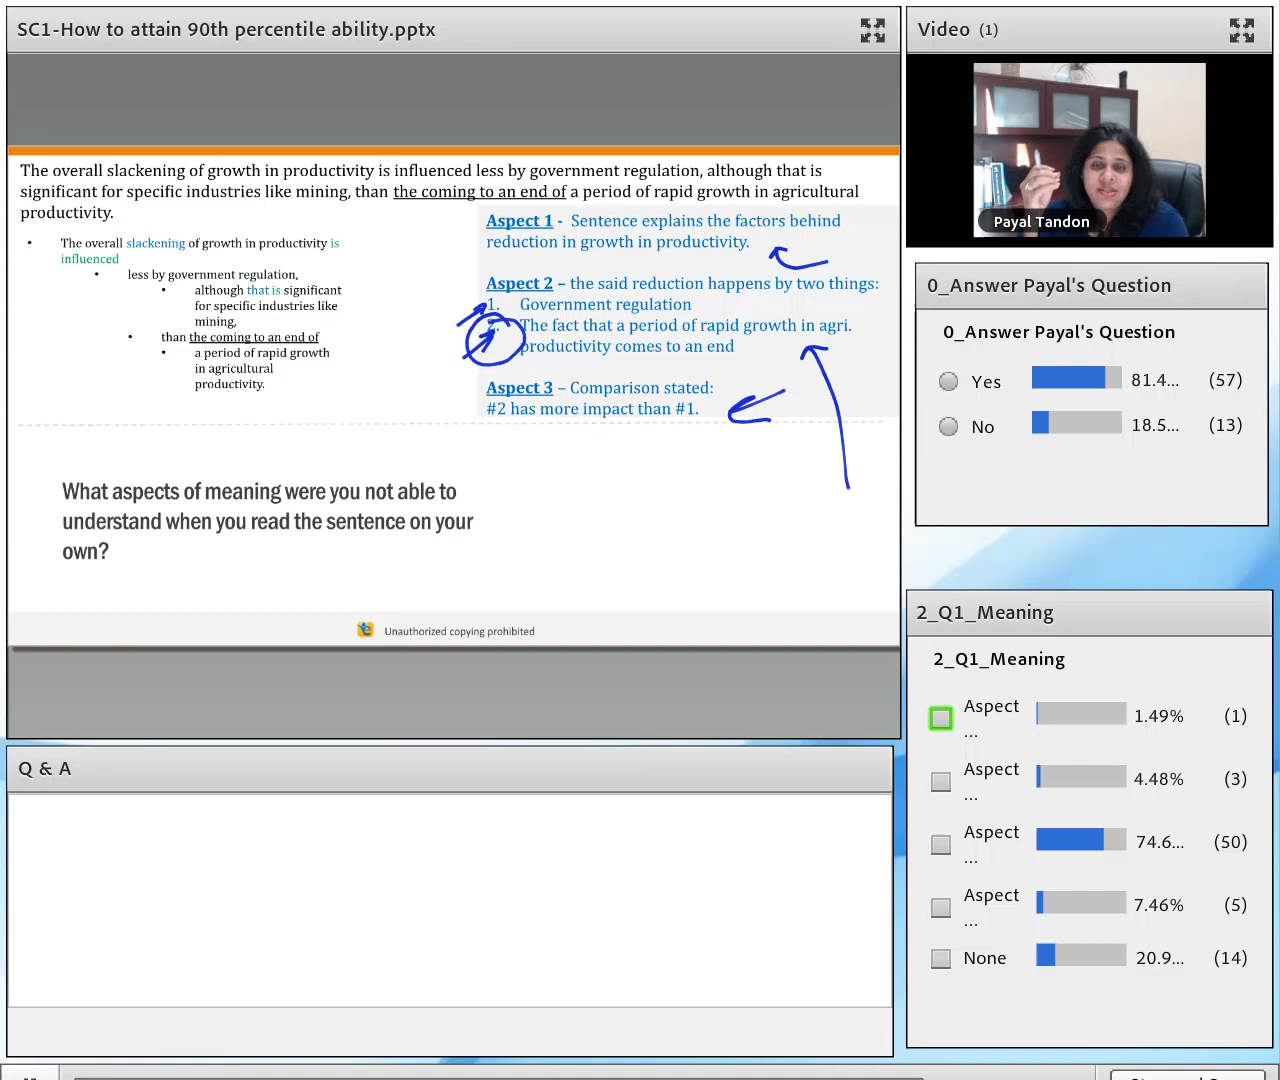 SC1-How to attain 90th percentile ability.pptx
The overall slackening of growth in productivity is influenced less by government regulation, although that is
significant for specific industries like mining, than the coming to an end of a period of rapid growth in agricultural
productivity.
• The overall slackening of growth in productivity is
influenced
• less by government regulation,
• although that is significant
for specific industries like
mining,
• than the coming to an end of
• a period of rapid growth
in agricultural
productivity.
Aspect 1 - Sentence explains the factors behind
reduction in growth in productivity.
Aspect 2 – the said reduction happens by two things:
1. Government regulation
The fact that a period of rapid growth in agri.
productivity comes to an end
Aspect 3 – Comparison stated:
#2 has more impact than #1.
What aspects of meaning were you not able to
understand when you read the sentence on your
own?
Unauthorized copying prohibited
Q & A
Video (1)
Payal Tandon
0_Answer Payal's Question
0_Answer Payal's Question
Yes 81.4... (57)
No 18.5... (13)
2_Q1_Meaning
2_Q1_Meaning
Aspect ... 1.49% (1)
Aspect ... 4.48% (3)
Aspect ... 74.6... (50)
Aspect ... 7.46% (5)
None 20.9... (14)